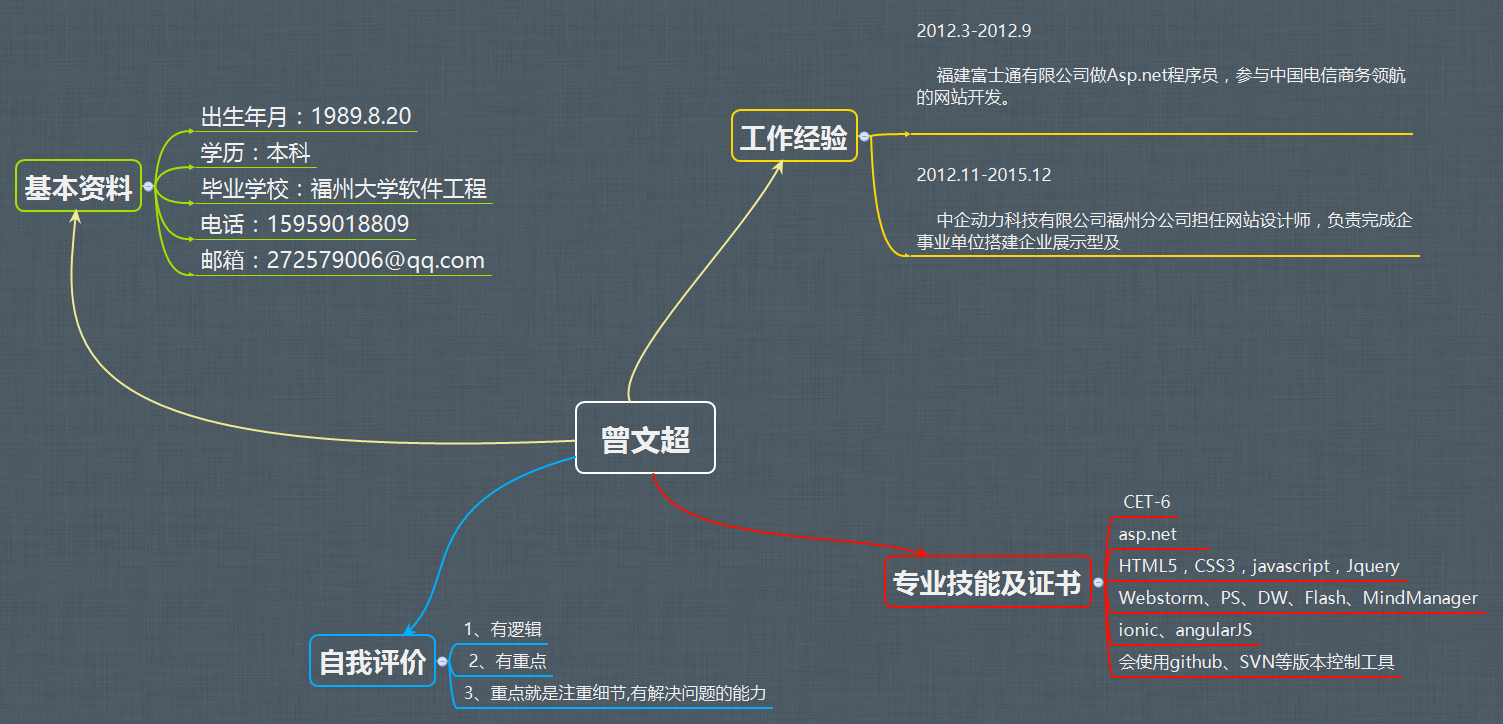 基本资料
出生年月：1989.8.20
学历：本科
毕业学校：福州大学软件工程
电话：15959018809
邮箱：272579006@qq.com
工作经验
2012.3-2012.9
福建富士通有限公司做Asp.net程序员，参与中国电信商务领航
的网站开发。
2012.11-2015.12
中企动力科技有限公司福州分公司担任网站设计师，负责完成企
事业单位搭建企业展示型及
曾文超
自我评价
1、有逻辑
2、有重点
3、重点就是注重细节,有解决问题的能力
专业技能及证书
CET-6
asp.net
HTML5，CSS3，javascript，Jquery
Webstorm、PS、DW、Flash、MindManager
ionic、angularJS
会使用github、SVN等版本控制工具